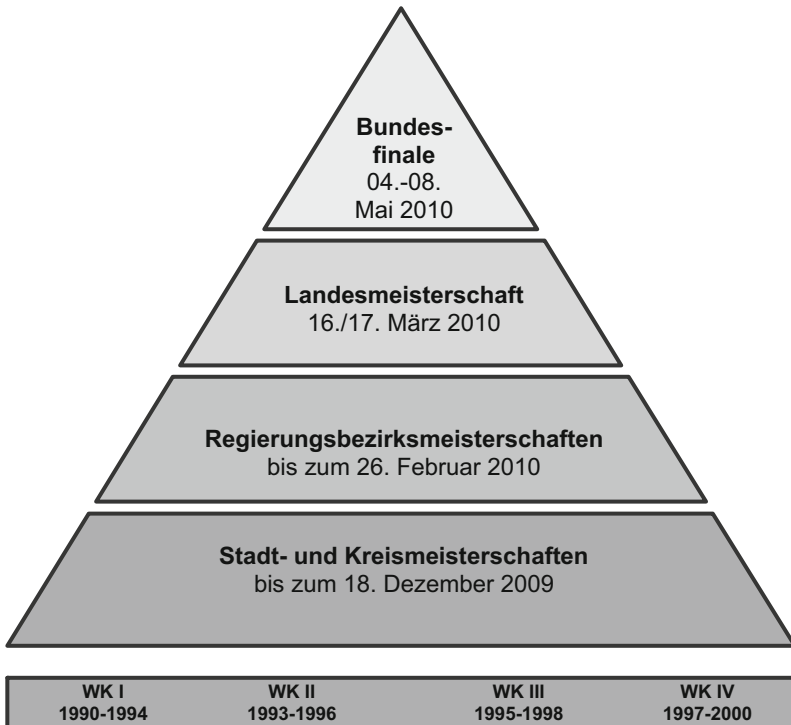 Bundes-
finale
04.-08.
Mai 2010
Landesmeisterschaft
16./17. März 2010
Regierungsbezirksmeisterschaften
bis zum 26. Februar 2010
Stadt- und Kreismeisterschaften
bis zum 18. Dezember 2009
WK I WK II WK III WK IV
1990-1994 1993-1996 1995-1998 1997-2000